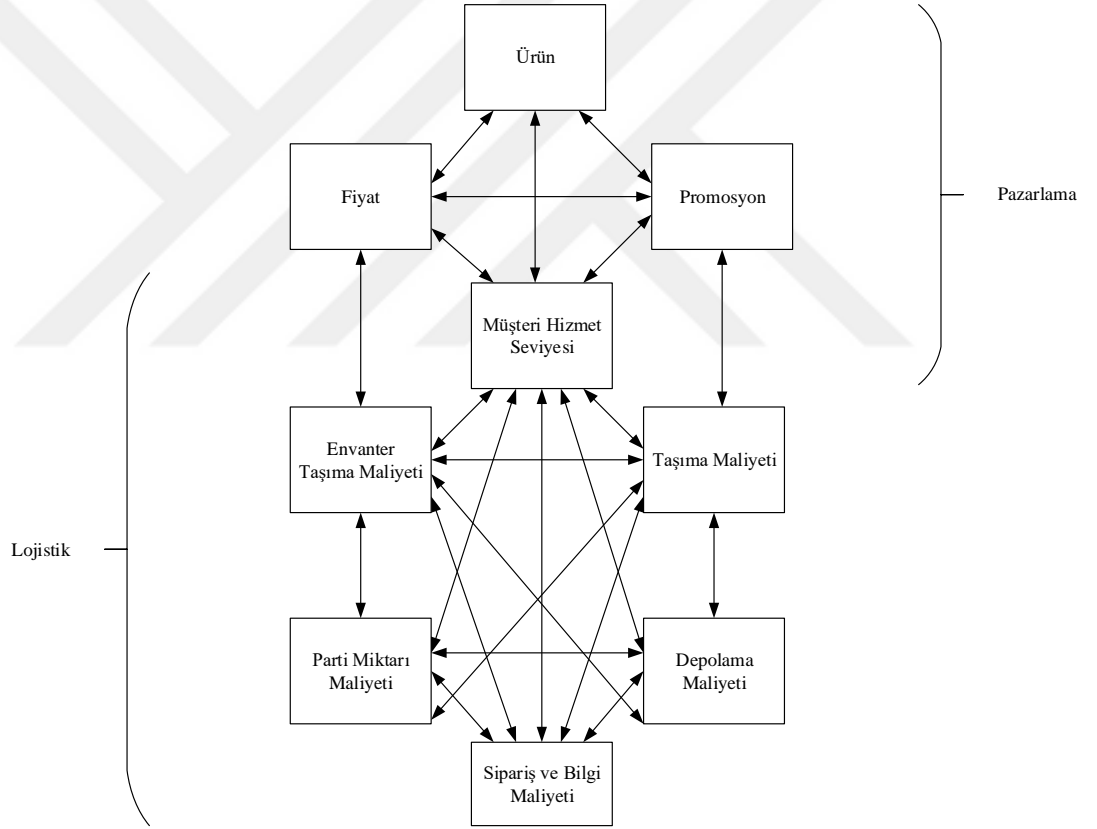 Ürün
Fiyat
Promosyon
Pazarlama
Müşteri Hizmet
Seviyesi
Envanter
Taşıma Maliyeti
Taşıma Maliyeti
Lojistik
Parti Miktarı
Maliyeti
Depolama
Maliyeti
Sipariş ve Bilgi
Maliyeti